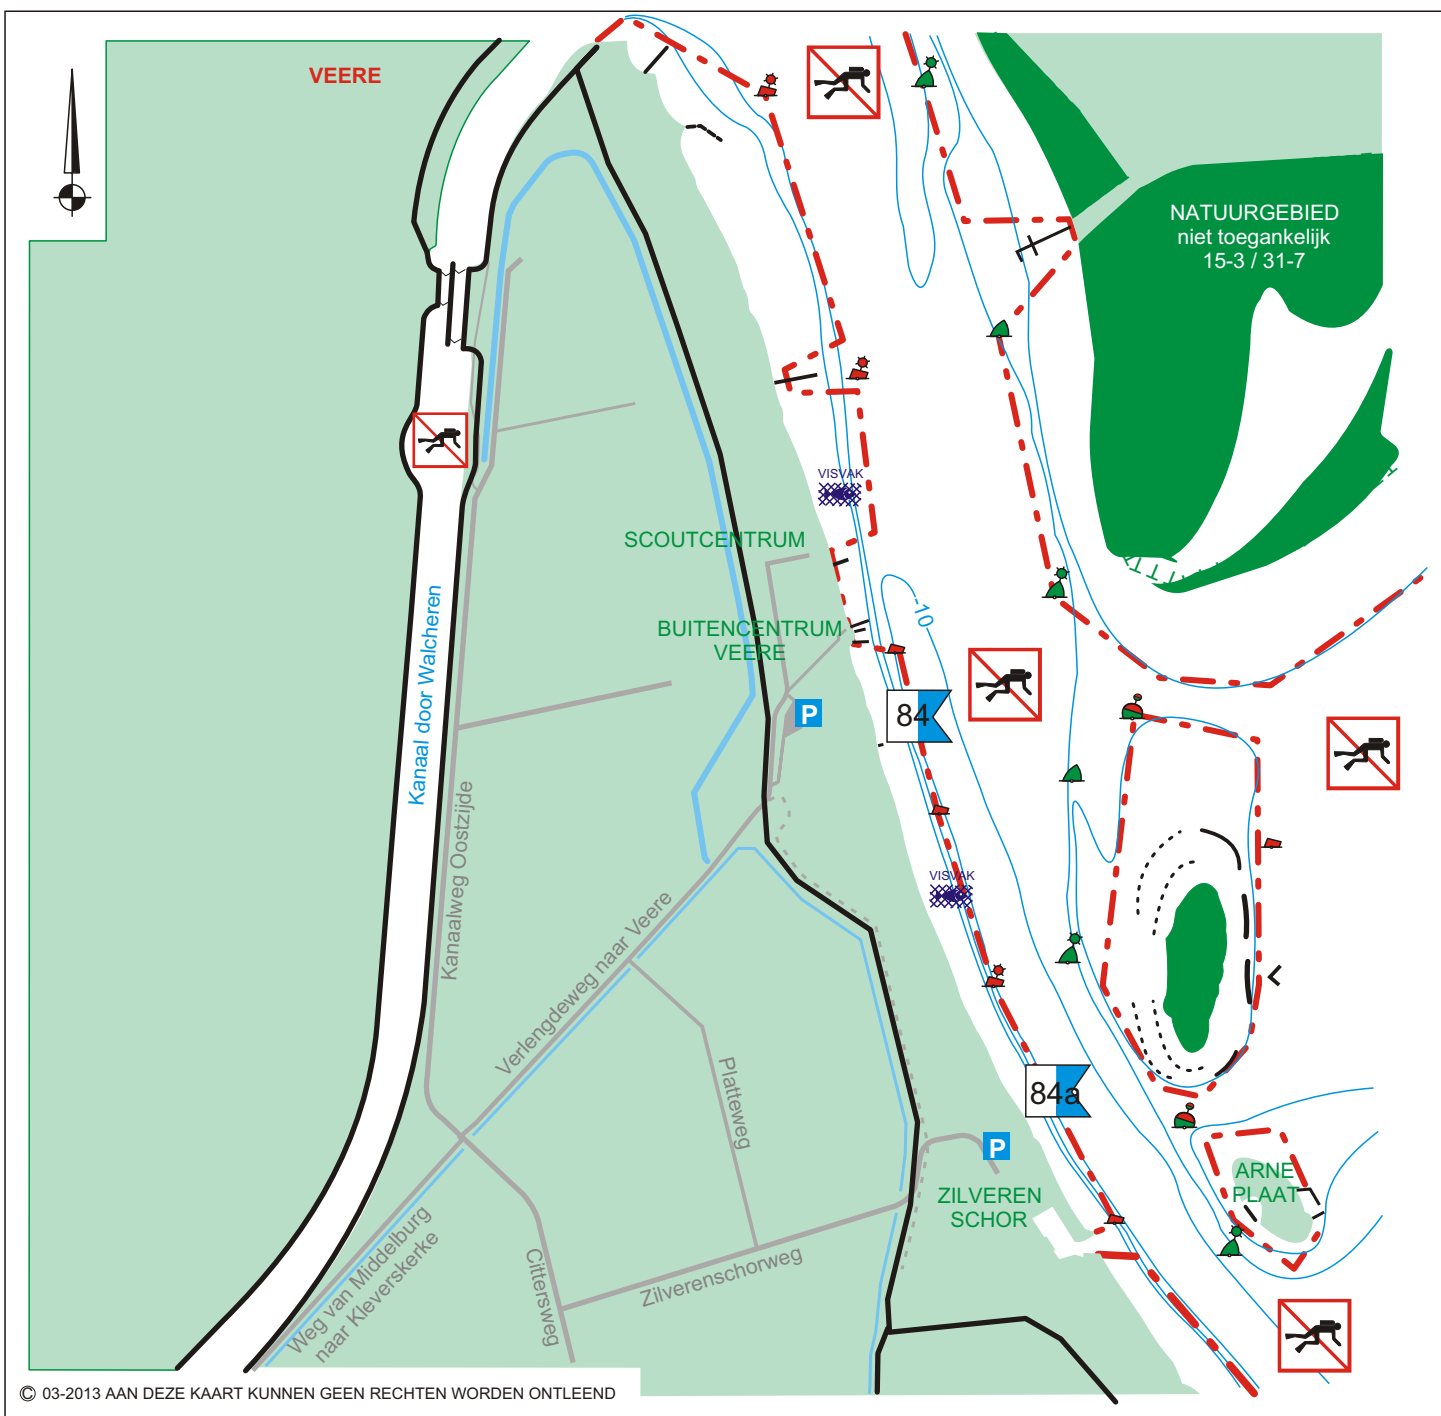 VEERE
NATUURGEBIED
niet toegankelijk
15-3 / 31-7
VISVAK
SCOUTCENTRUM
-10
BUITENCENTRUM
VEERE
84
P
Kanaal door Walcheren
Kanaalweg Oostzijde
VISVAK
Verlengdeweg naar Veere
Platteweg
84a
P
ZILVEREN
SCHOR
ARNE
PLAAT
Weg van Middelburg
naar Kleverskerke
Cittersweg
Zilverenschorweg
© 03-2013 AAN DEZE KAART KUNNEN GEEN RECHTEN WORDEN ONTLEEND